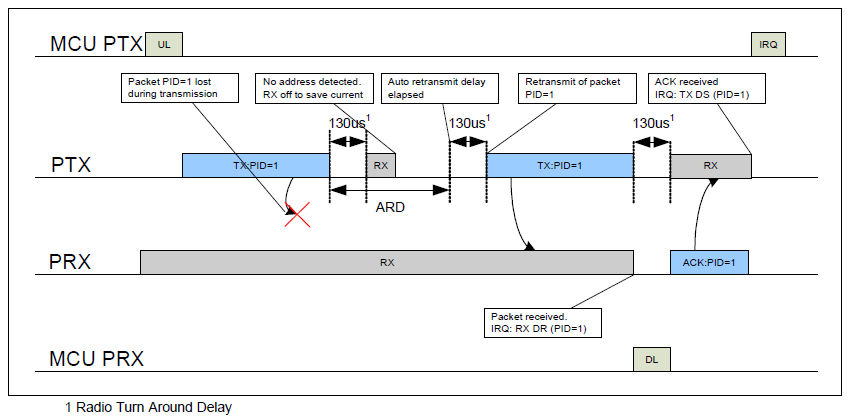 MCU PTX
UL
IRQ
Packet PID=1 lost
during transmission
No address detected.
RX off to save current
Auto retransmit delay
elapsed
Retransmit of packet
PID=1
ACK received
IRQ: TX DS (PID=1)
130us1
130us1
130us1
PTX
TX:PID=1
RX
TX:PID=1
RX
ARD
PRX
RX
ACK:PID=1
Packet received.
IRQ: RX DR (PID=1)
MCU PRX
DL
1 Radio Turn Around Delay